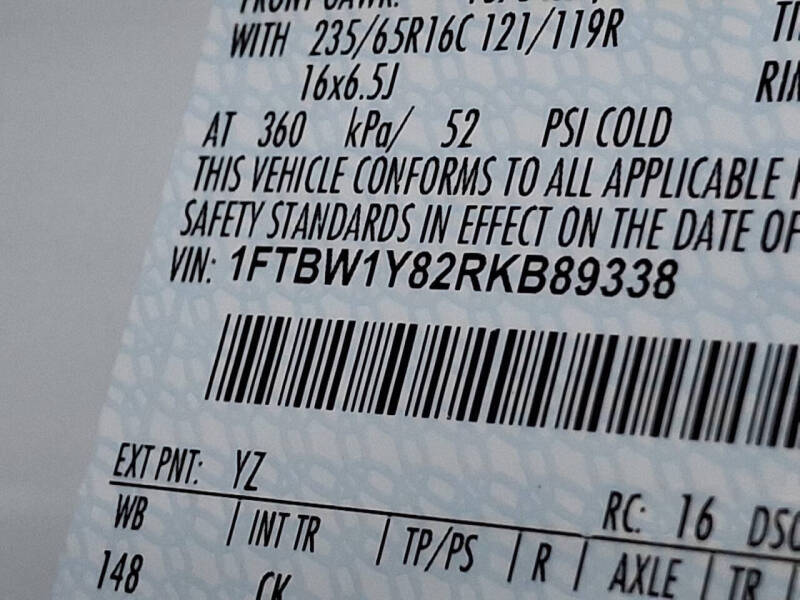 WITH 235/65R16C 121/119R
16x6.5J
AT 360 kPa/ 52 PSI COLD
THIS VEHICLE CONFORMS TO ALL APPLICABLE
SAFETY STANDARDS IN EFFECT ON THE DATE OF
VIN: 1FTBW1Y82RKB89338
EXT PNT: YZ
RC: 16
WB | INT TR | TP/PS | R | AXLE | TR
148 CK